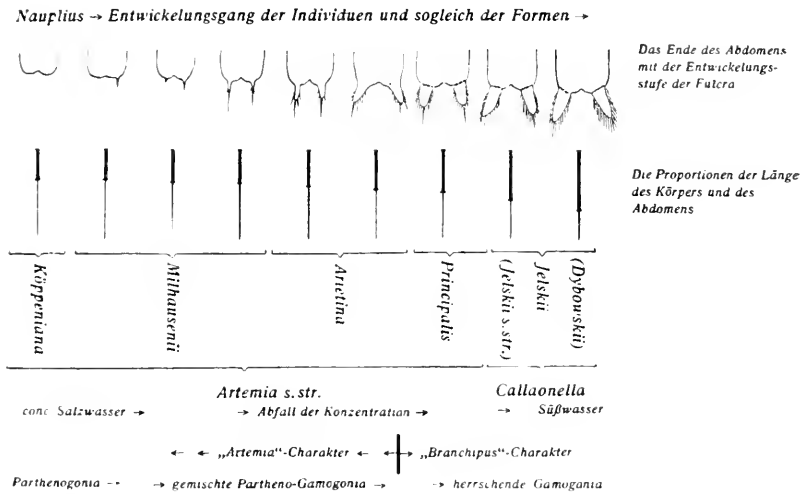 Nauplius → Entwickelungsgang der Individuen und sogleich der Formen →
Das Ende des Abdomens
mit der Entwickelungs-
stufe der Fulcra
Die Proportionen der Länge
des Körpers und des
Abdomens
Köppeniana
Milhausenii
Arietina
Principalis
(Jelskii s. str.)
Jelskii
(Dybowskii)
Artemia s. str.
Callaonella
conc Salzwasser → → Abfall der Konzentration → → Süßwasser
← ← „Artemia“-Charakter ← ← → „Branchipus“-Charakter
Parthenogonia -- → gemischte Partheno-Gamogonia → → herrschende Gamogania